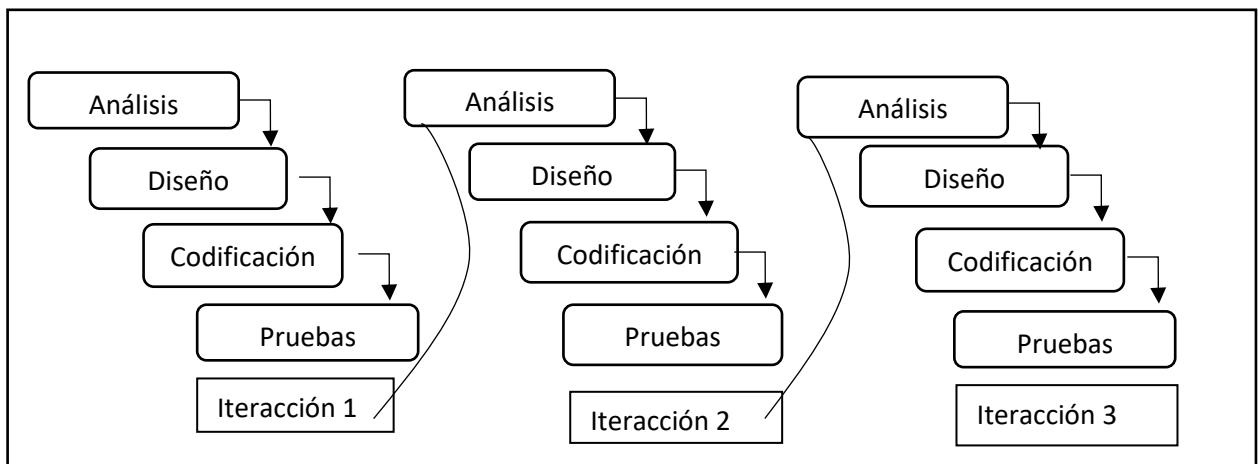 Análisis
Diseño
Codificación
Pruebas
Iteracción 1
Análisis
Diseño
Codificación
Pruebas
Iteracción 2
Análisis
Diseño
Codificación
Pruebas
Iteracción 3